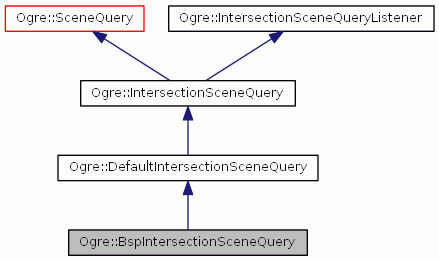 Ogre::SceneQuery
Ogre::IntersectionSceneQueryListener
Ogre::IntersectionSceneQuery
Ogre::DefaultIntersectionSceneQuery
Ogre::BspIntersectionSceneQuery